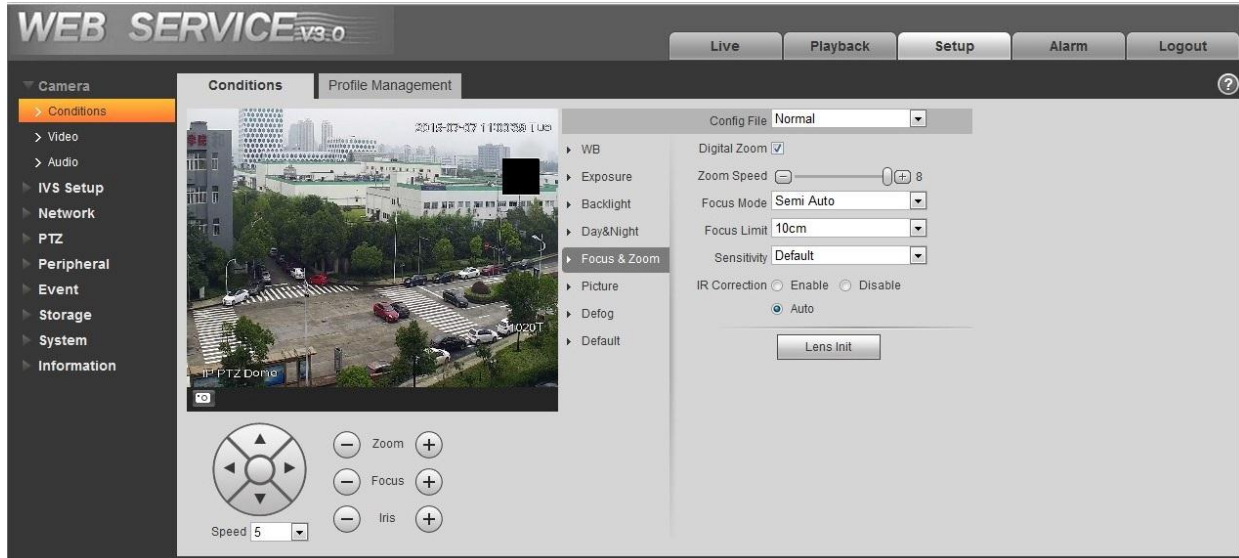 WEB SERVICE V3.0
Live
Playback
Setup
Alarm
Logout
Camera
Conditions
Video
Audio
IVS Setup
Network
PTZ
Peripheral
Event
Storage
System
Information
Conditions
Profile Management
IP PTZ Dome
WB
Exposure
Backlight
Day&Night
Focus & Zoom
Picture
Defog
Default
Config File Normal
Digital Zoom
Zoom Speed 8
Focus Mode Semi Auto
Focus Limit 10cm
Sensitivity Default
IR Correction Enable Disable
Auto
Lens Init
Zoom
Focus
Iris
Speed 5